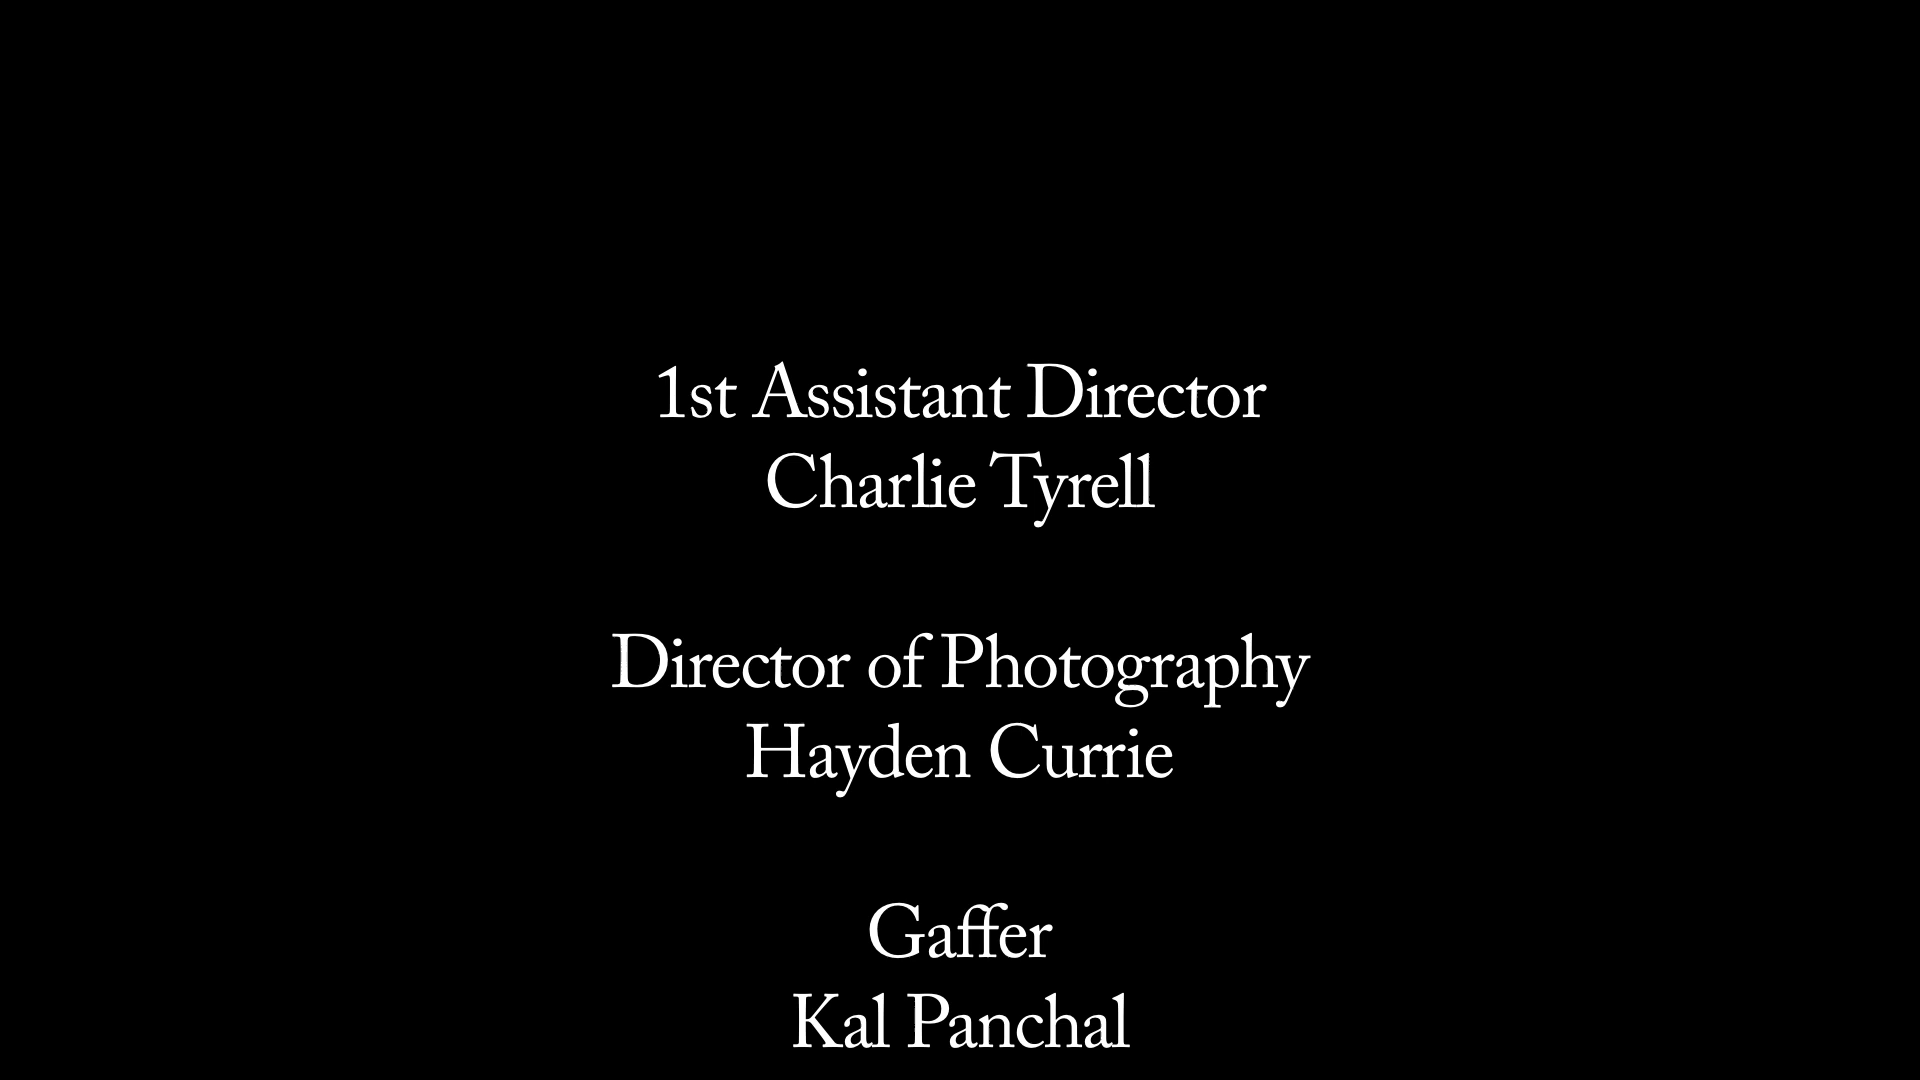 1st Assistant Director
Charlie Tyrell
Director of Photography
Hayden Currie
Gaffer
Kal Panchal